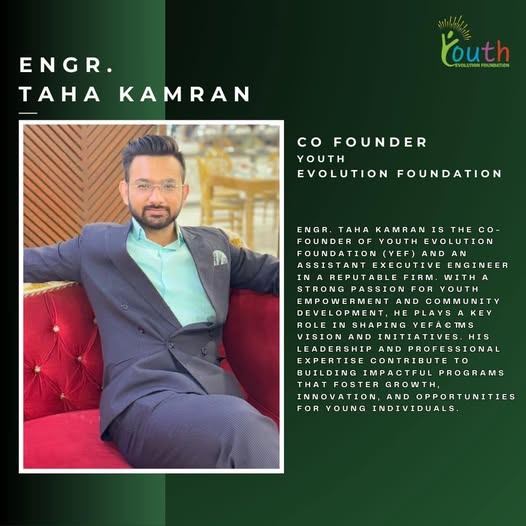 Youth
EVOLUTION FOUNDATION
ENGR.
TAHA KAMRAN
CO FOUNDER
YOUTH
EVOLUTION FOUNDATION
ENGR. TAHA KAMRAN IS THE CO-
FOUNDER OF YOUTH EVOLUTION
FOUNDATION (YEF) AND AN
ASSISTANT EXECUTIVE ENGINEER
IN A REPUTABLE FIRM. WITH A
STRONG PASSION FOR YOUTH
EMPOWERMENT AND COMMUNITY
DEVELOPMENT, HE PLAYS A KEY
ROLE IN SHAPING YEFÂ€™S
VISION AND INITIATIVES. HIS
LEADERSHIP AND PROFESSIONAL
EXPERTISE CONTRIBUTE TO
BUILDING IMPACTFUL PROGRAMS
THAT FOSTER GROWTH,
INNOVATION, AND OPPORTUNITIES
FOR YOUNG INDIVIDUALS.